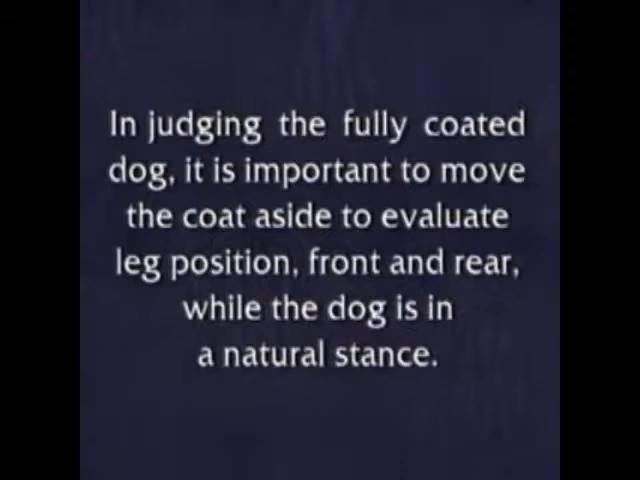 In judging the fully coated
dog, it is important to move
the coat aside to evaluate
leg position, front and rear,
while the dog is in
a natural stance.